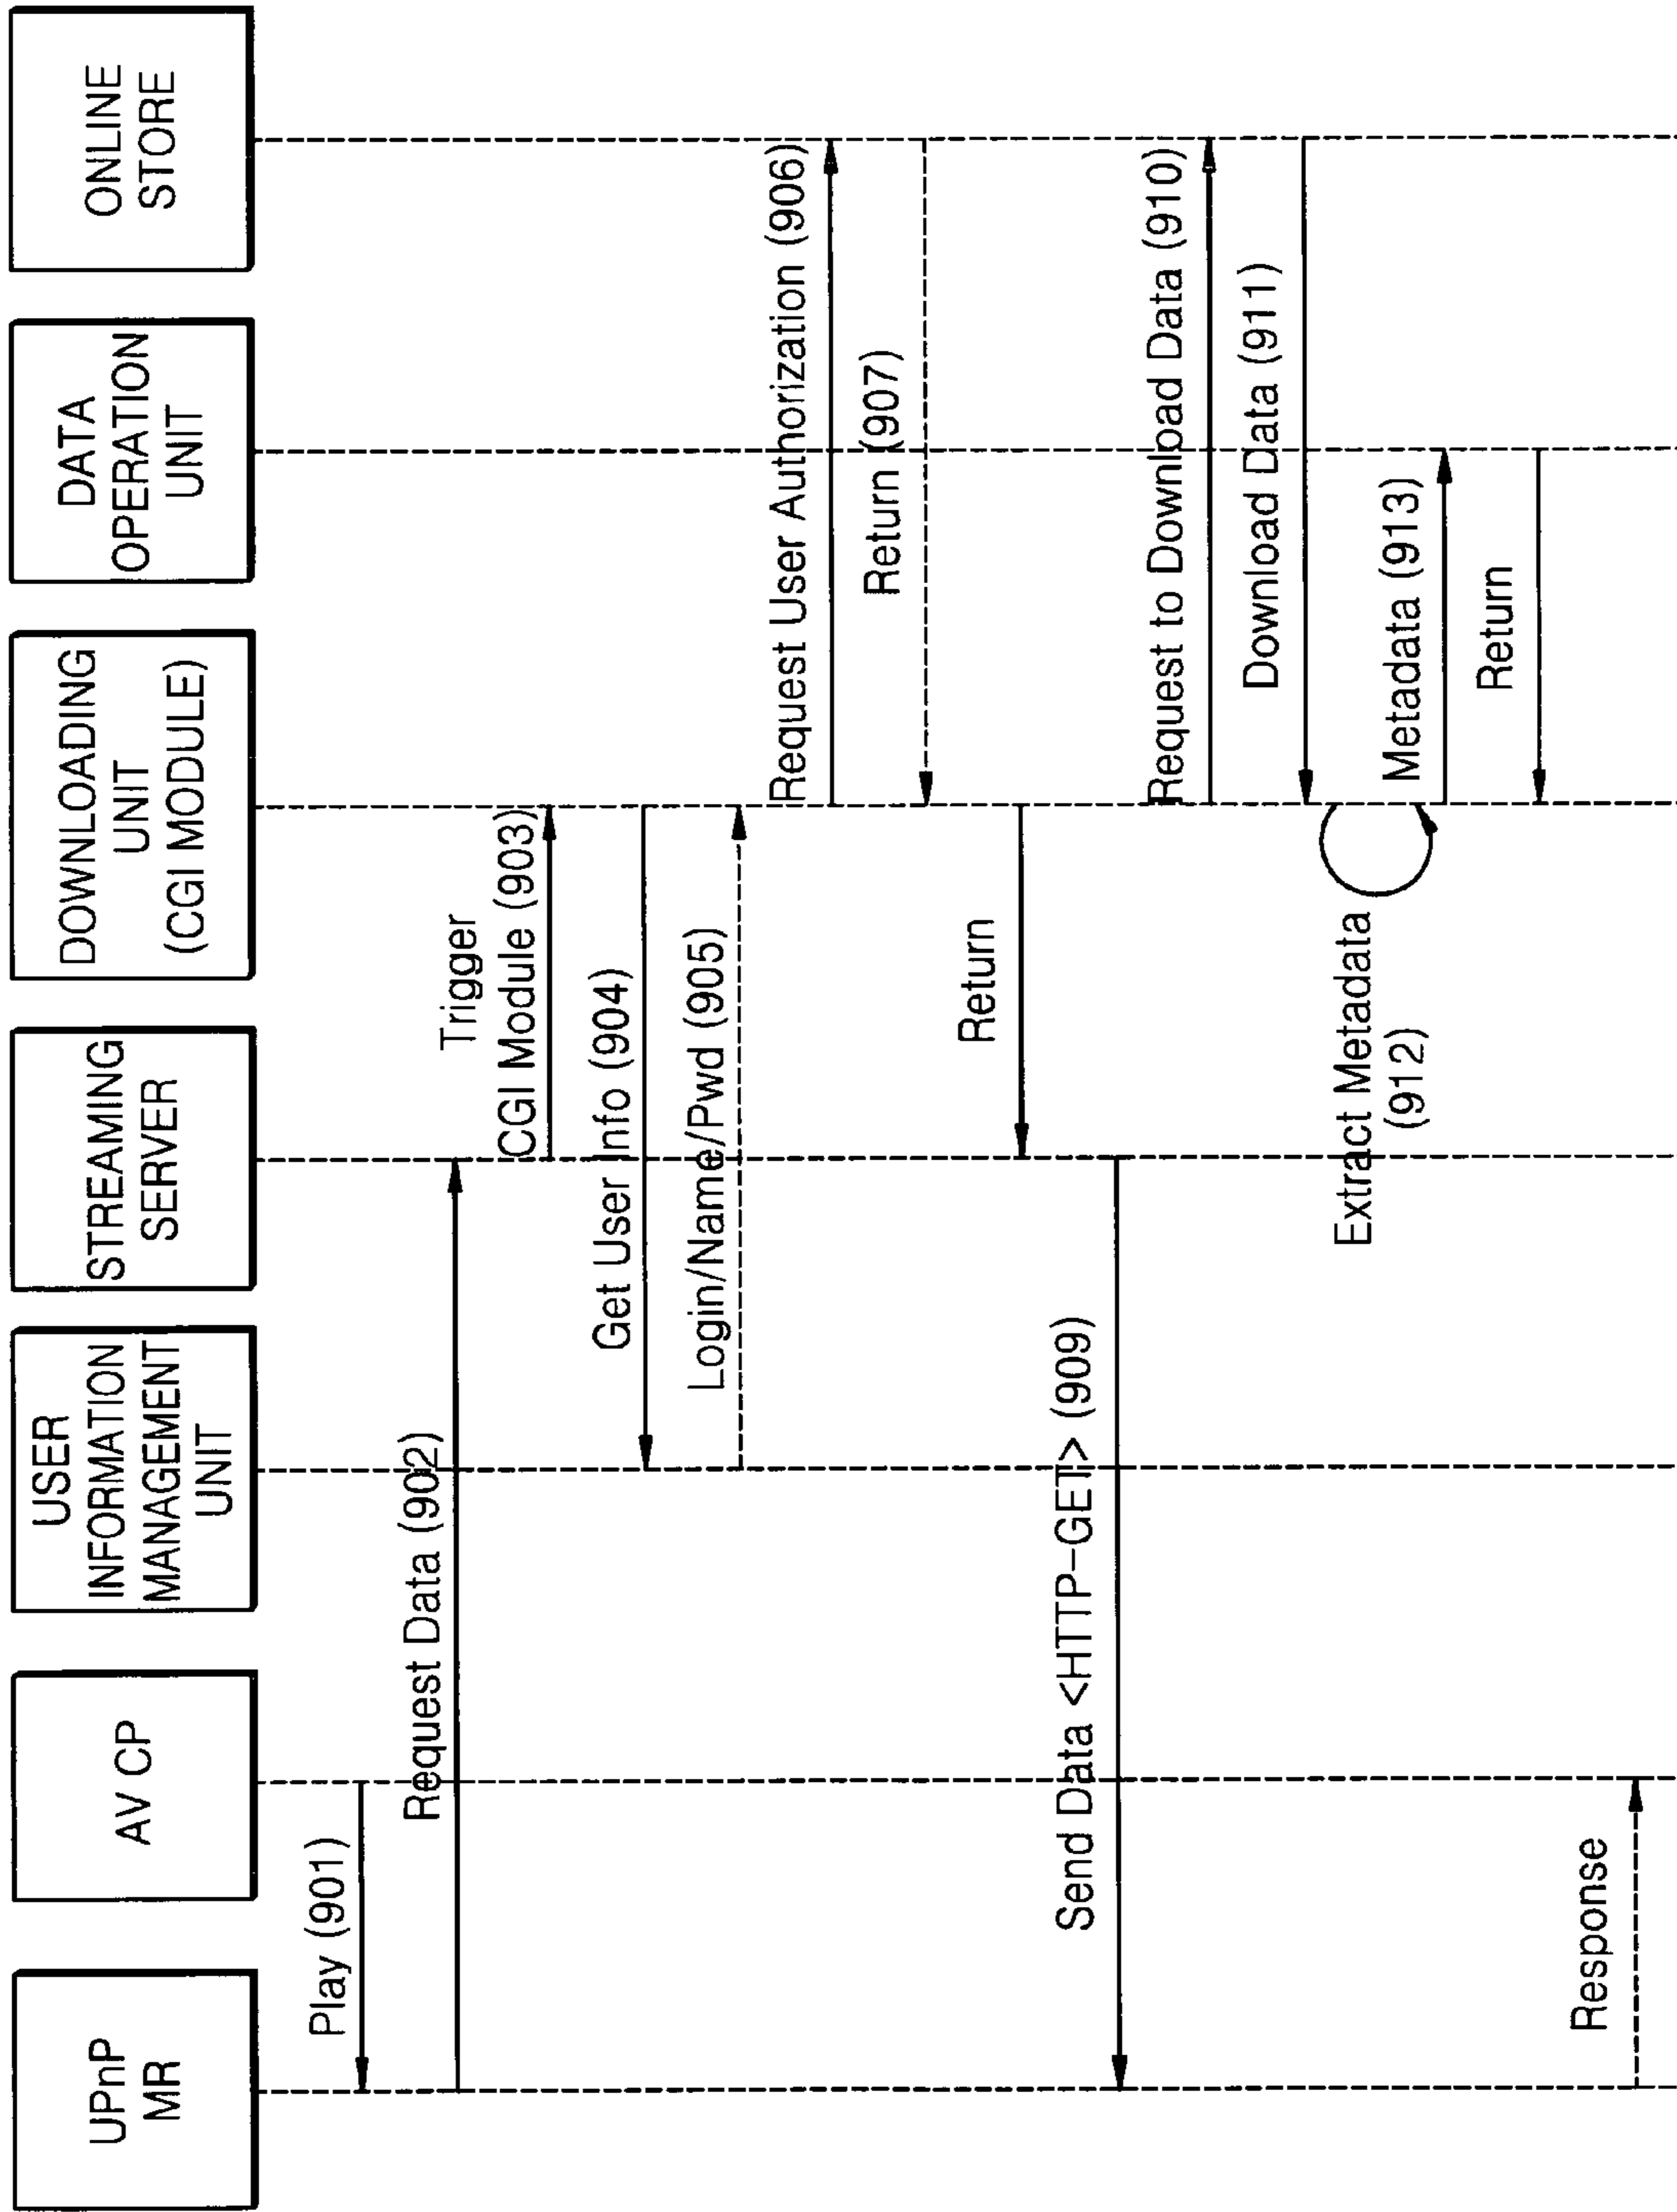 UPnP
MR
AV CP
USER
INFORMATION
MANAGEMENT
UNIT
STREAMING
SERVER
DOWNLOADING
UNIT
(CGI MODULE)
DATA
OPERATION
UNIT
ONLINE
STORE
Play (901)
Request Data (902)
Trigger
CGI Module (903)
Get User Info (904)
Login/Name/Pwd (905)
Request User Authorization (906)
Return (907)
Return
Send Data <HTTP-GET> (909)
Request to Download Data (910)
Download Data (911)
Extract Metadata
(912)
Metadata (913)
Return
Response